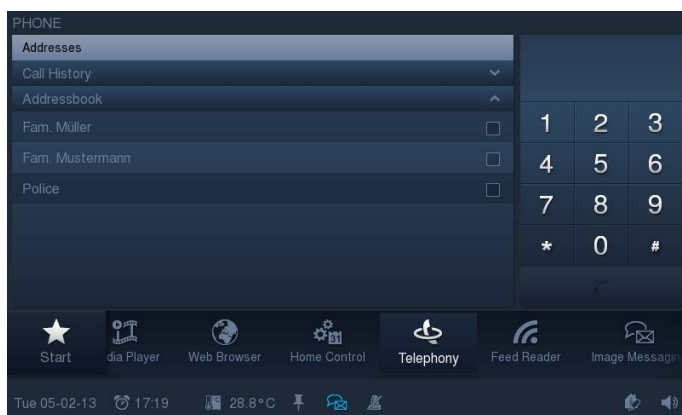 PHONE
Addresses
Call History
Addressbook
Fam. Müller
Fam. Mustermann
Police
1 2 3
4 5 6
7 8 9
* 0 #
Start dia Player Web Browser Home Control Telephony Feed Reader Image Messagin
31
Tue 05-02-13 17:19 28.8°C